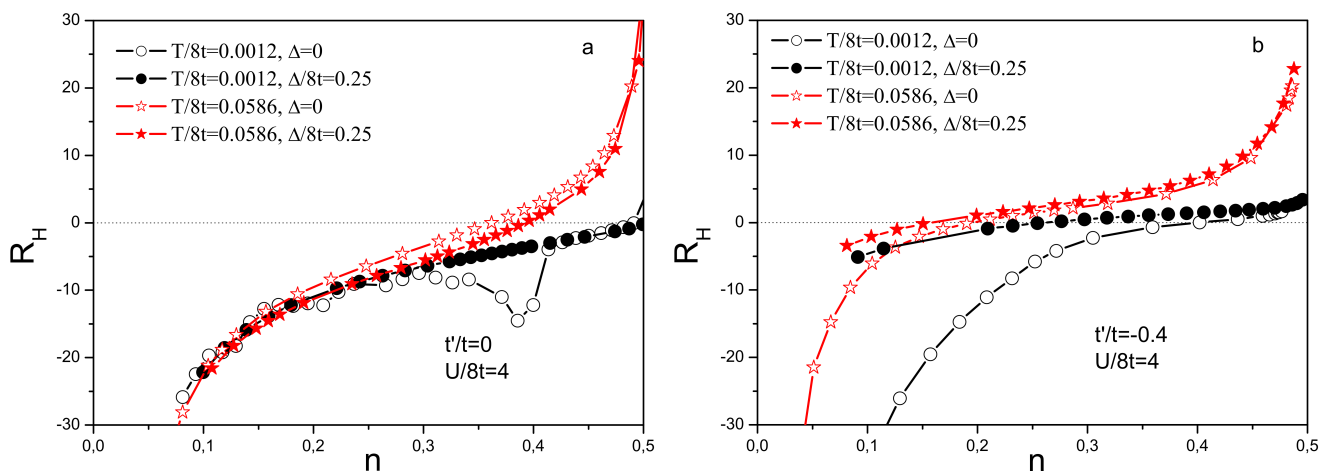 30
20
10
0
-10
-20
-30
R_H
T/8t=0.0012, Δ=0
T/8t=0.0012, Δ/8t=0.25
T/8t=0.0586, Δ=0
T/8t=0.0586, Δ/8t=0.25
a
t'/t=0
U/8t=4
0,0 0,1 0,2 0,3 0,4 0,5
n
30
20
10
0
-10
-20
-30
R_H
T/8t=0.0012, Δ=0
T/8t=0.0012, Δ/8t=0.25
T/8t=0.0586, Δ=0
T/8t=0.0586, Δ/8t=0.25
b
t'/t=-0.4
U/8t=4
0,0 0,1 0,2 0,3 0,4 0,5
n